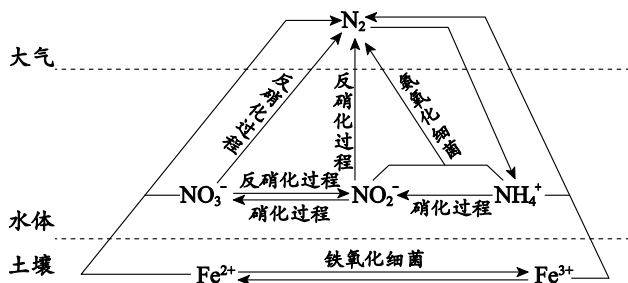 N₂
大气
反硝化过程
反硝化过程
氨氧化细菌
NO₃⁻
反硝化过程
硝化过程
NO₂⁻
硝化过程
NH₄⁺
水体
土壤
Fe²⁺
铁氧化细菌
Fe³⁺